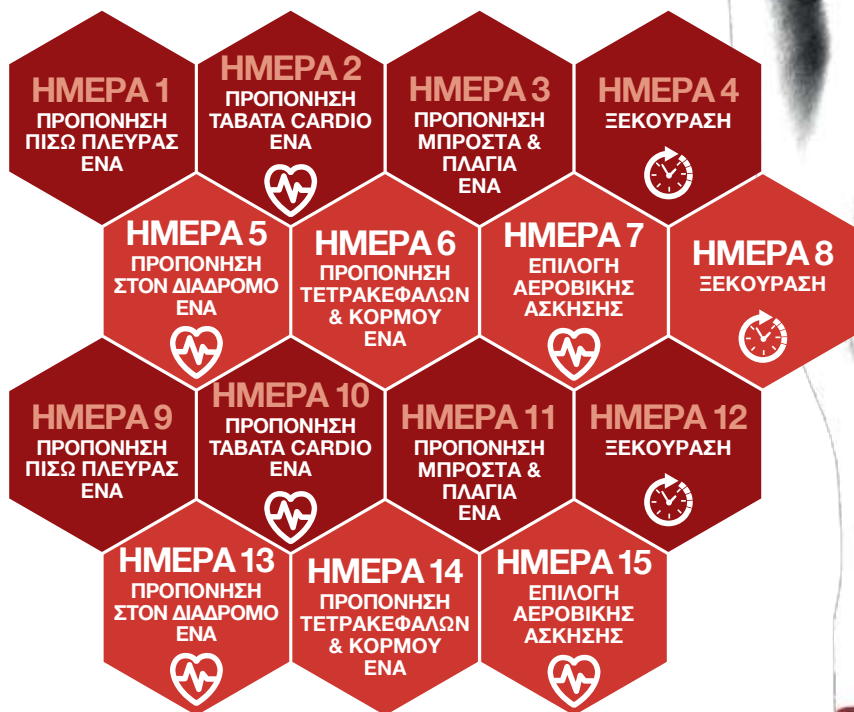 ΗΜΕΡΑ 1
ΠΡΟΠΟΝΗΣΗ
ΠΙΣΩ ΠΛΕΥΡΑΣ
ΕΝΑ
ΗΜΕΡΑ 2
ΠΡΟΠΟΝΗΣΗ
TABATA CARDIO
ΕΝΑ
ΗΜΕΡΑ 3
ΠΡΟΠΟΝΗΣΗ
ΜΠΡΟΣΤΑ &
ΠΛΑΓΙΑ
ΕΝΑ
ΗΜΕΡΑ 4
ΞΕΚΟΥΡΑΣΗ
ΗΜΕΡΑ 5
ΠΡΟΠΟΝΗΣΗ
ΣΤΟΝ ΔΙΑΔΡΟΜΟ
ΕΝΑ
ΗΜΕΡΑ 6
ΠΡΟΠΟΝΗΣΗ
ΤΕΤΡΑΚΕΦΑΛΩΝ
& ΚΟΡΜΟΥ
ΕΝΑ
ΗΜΕΡΑ 7
ΕΠΙΛΟΓΗ
ΑΕΡΟΒΙΚΗΣ
ΑΣΚΗΣΗΣ
ΗΜΕΡΑ 8
ΞΕΚΟΥΡΑΣΗ
ΗΜΕΡΑ 9
ΠΡΟΠΟΝΗΣΗ
ΠΙΣΩ ΠΛΕΥΡΑΣ
ΕΝΑ
ΗΜΕΡΑ 10
ΠΡΟΠΟΝΗΣΗ
TABATA CARDIO
ΕΝΑ
ΗΜΕΡΑ 11
ΠΡΟΠΟΝΗΣΗ
ΜΠΡΟΣΤΑ &
ΠΛΑΓΙΑ
ΕΝΑ
ΗΜΕΡΑ 12
ΞΕΚΟΥΡΑΣΗ
ΗΜΕΡΑ 13
ΠΡΟΠΟΝΗΣΗ
ΣΤΟΝ ΔΙΑΔΡΟΜΟ
ΕΝΑ
ΗΜΕΡΑ 14
ΠΡΟΠΟΝΗΣΗ
ΤΕΤΡΑΚΕΦΑΛΩΝ
& ΚΟΡΜΟΥ
ΕΝΑ
ΗΜΕΡΑ 15
ΕΠΙΛΟΓΗ
ΑΕΡΟΒΙΚΗΣ
ΑΣΚΗΣΗΣ